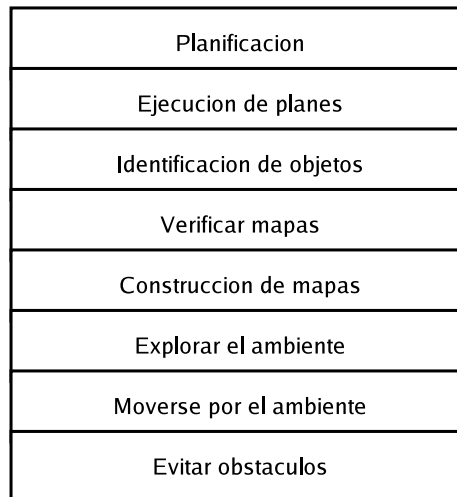 Planificacion
Ejecucion de planes
Identificacion de objetos
Verificar mapas
Construccion de mapas
Explorar el ambiente
Moverse por el ambiente
Evitar obstaculos